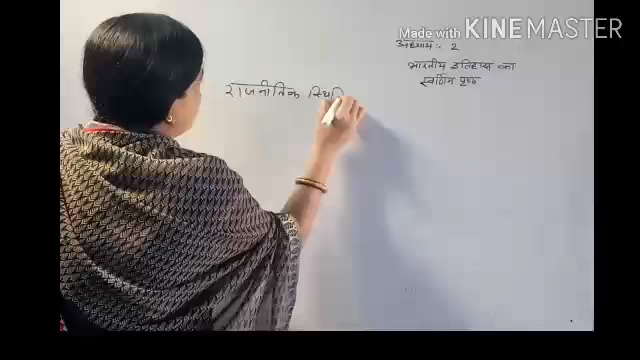 Made with KINEMASTER
अध्याय :- 2
भारतीय इतिहास का
स्वर्णिम पृष्ठ
राजनीतिक स्थिति